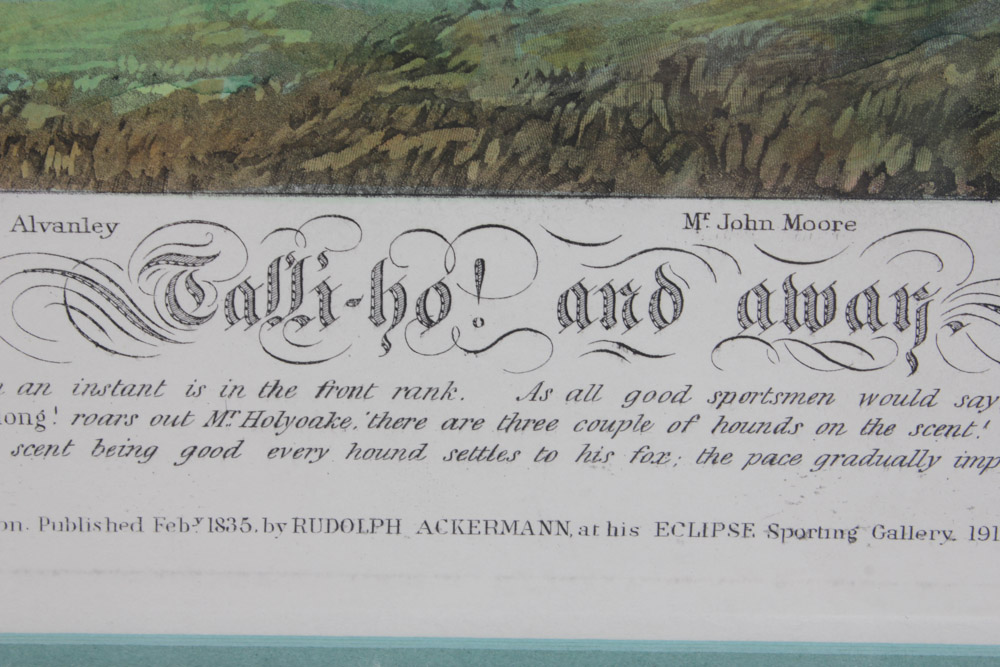 Alvanley Mr. John Moore
Talli-ho! and away.
an instant is in the front rank. As all good sportsmen would say
ong! roars out Mr. Holyoake, 'there are three couple of hounds on the scent!
scent being good every hound settles to his fox; the pace gradually imp
on. Published Feby. 1835. by RUDOLPH ACKERMANN, at his ECLIPSE Sporting Gallery. 191